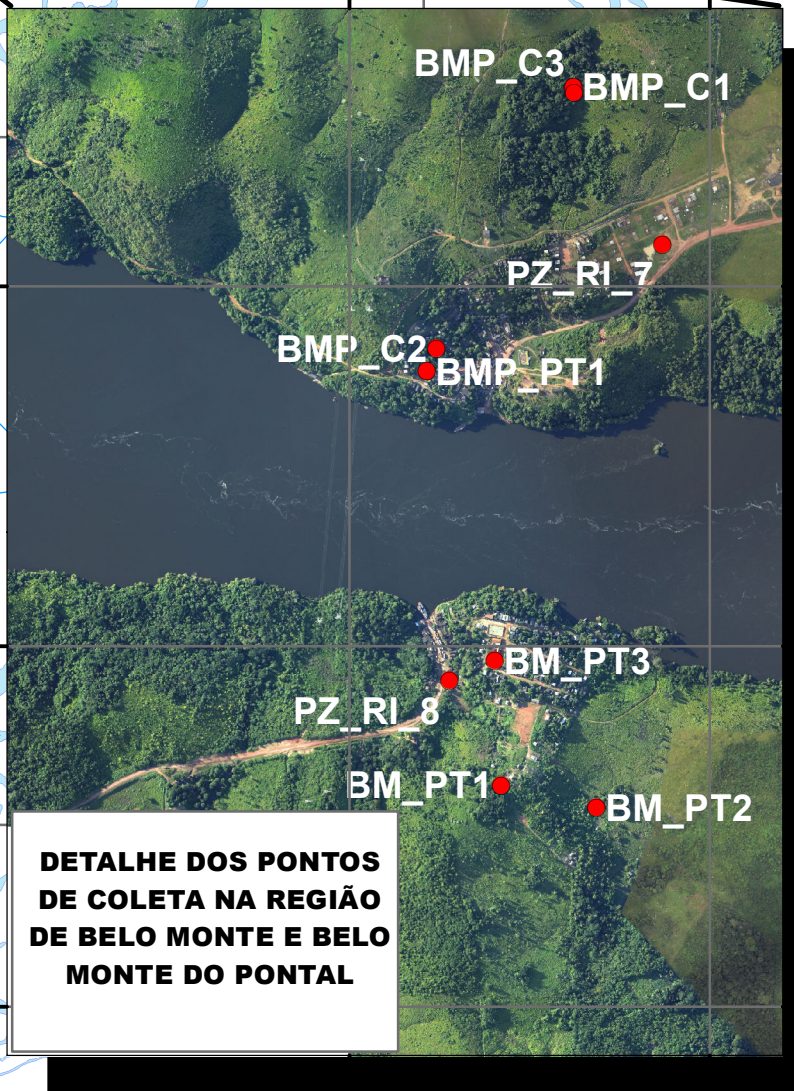 BMP_C3
BMP_C1
PZ_RI_7
BMP_C2
BMP_PT1
BM_PT3
PZ_RI_8
BM_PT1
BM_PT2
DETALHE DOS PONTOS
DE COLETA NA REGIÃO
DE BELO MONTE E BELO
MONTE DO PONTAL